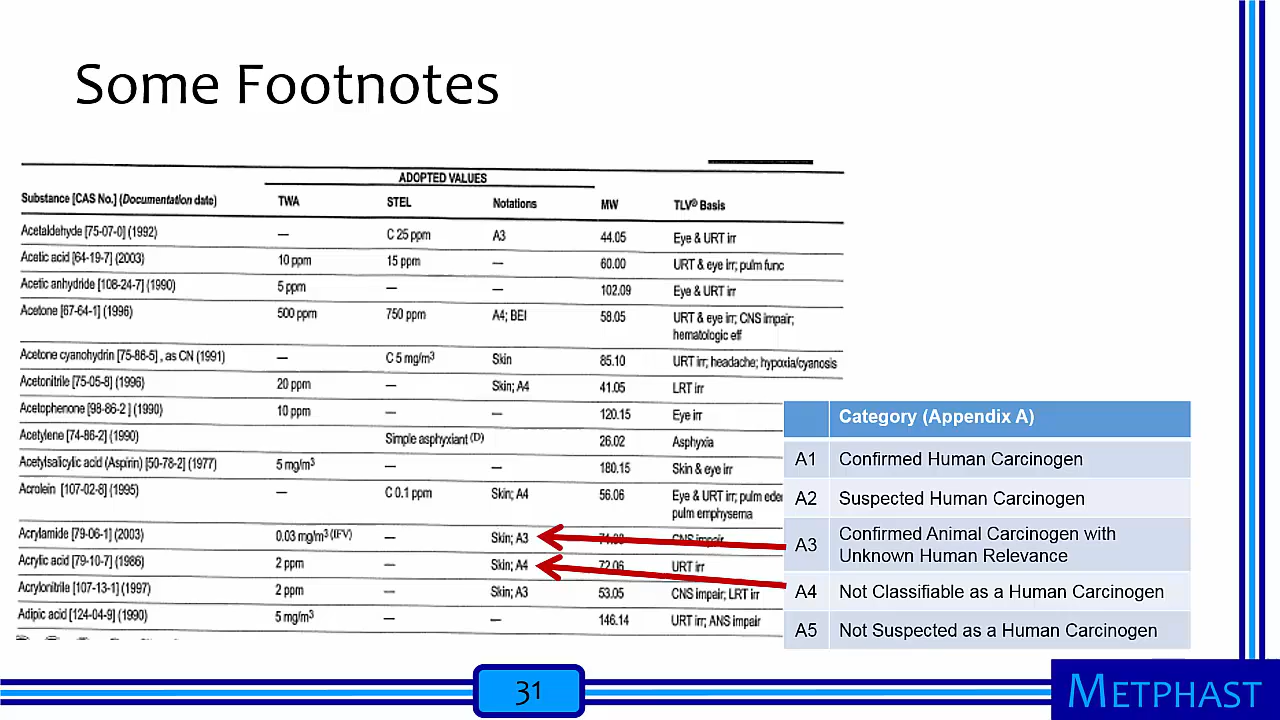 Some Footnotes
ADOPTED VALUES
Substance [CAS No.] (Documentation date) TWA STEL Notations MW TLV® Basis
Acetaldehyde [75-07-0] (1992) — C 25 ppm A3 44.05 Eye & URT irr
Acetic acid [64-19-7] (2003) 10 ppm 15 ppm — 60.00 URT & eye irr; pulm func
Acetic anhydride [108-24-7] (1990) 5 ppm — — 102.09 Eye & URT irr
Acetone [67-64-1] (1996) 500 ppm 750 ppm A4; BEI 58.05 URT & eye irr; CNS impair;
hematologic eff
Acetone cyanohydrin [75-86-5], as CN (1991) — C 5 mg/m³ Skin 85.10 URT irr; headache; hypoxia/cyanosis
Acetonitrile [75-05-8] (1996) 20 ppm — Skin; A4 41.05 LRT irr
Acetophenone [98-86-2 ] (1990) 10 ppm — — 120.15 Eye irr
Acetylene [74-86-2] (1990) Simple asphyxiant (D) 26.02 Asphyxia
Acetylsalicylic acid (Aspirin) [50-78-2] (1977) 5 mg/m³ — — 180.15 Skin & eye irr
Acrolein [107-02-8] (1995) — C 0.1 ppm Skin; A4 56.06 Eye & URT irr; pulm
pulm emphysema
Acrylamide [79-06-1] (2003) 0.03 mg/m³ (IFV) — Skin; A3 CNS impair
Acrylic acid [79-10-7] (1986) 2 ppm — Skin; A4 72.06 URT irr
Acrylonitrile [107-13-1] (1997) 2 ppm — Skin; A3 53.05 CNS impair; LRT irr
Adipic acid [124-04-9] (1990) 5 mg/m³ — — 146.14 URT irr; ANS impair
Category (Appendix A)
A1 Confirmed Human Carcinogen
A2 Suspected Human Carcinogen
A3 Confirmed Animal Carcinogen with
Unknown Human Relevance
A4 Not Classifiable as a Human Carcinogen
A5 Not Suspected as a Human Carcinogen
31
METPHAST